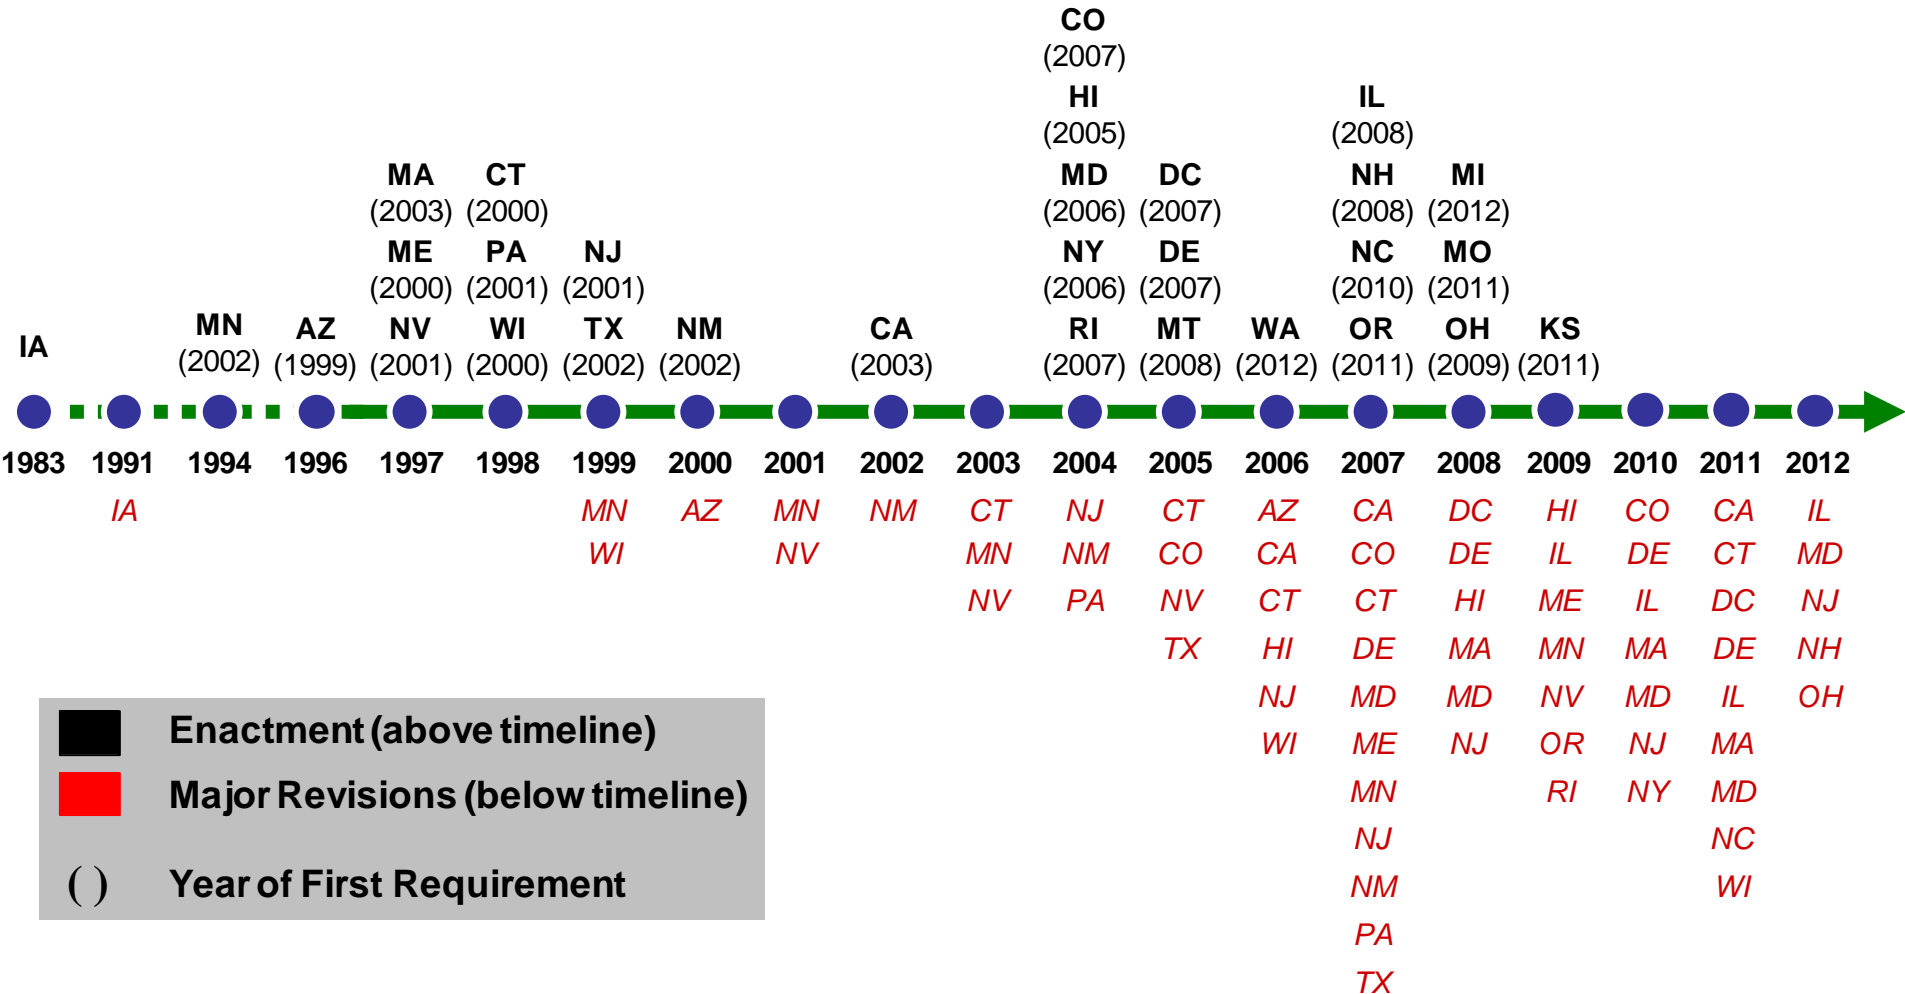 CO
(2007)
HI IL
(2005) (2008)
MA CT MD DC NH MI
(2003) (2000) (2006) (2007) (2008) (2012)
ME PA NJ NY DE NC MO
(2000) (2001) (2001) (2006) (2007) (2010) (2011)
IA MN AZ NV WI TX NM CA RI MT WA OR OH KS
(2002) (1999) (2001) (2000) (2002) (2002) (2003) (2007) (2008) (2012) (2011) (2009) (2011)
1983 1991 1994 1996 1997 1998 1999 2000 2001 2002 2003 2004 2005 2006 2007 2008 2009 2010 2011 2012
IA MN AZ MN NM CT NJ CT AZ CA DC HI CO CA IL
WI NV MN NM CO CA CO DE IL DE CT MD
NV PA NV CT CT HI ME IL DC NJ
TX HI DE MA MN MA DE NH
NJ MD MD NV MD IL OH
WI ME NJ OR NJ MA
MN RI NY MD
NJ NC
NM WI
PA
TX
Enactment (above timeline)
Major Revisions (below timeline)
( ) Year of First Requirement